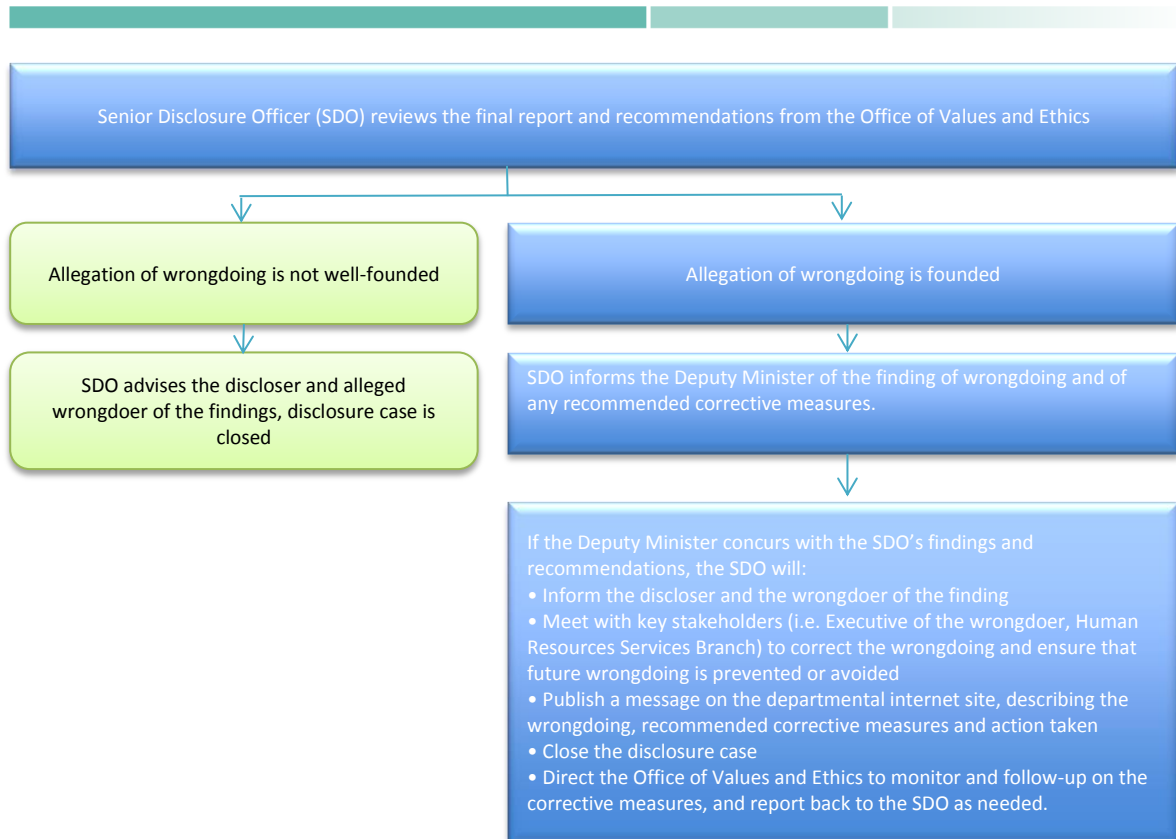 Senior Disclosure Officer (SDO) reviews the final report and recommendations from the Office of Values and Ethics
Allegation of wrongdoing is not well-founded
Allegation of wrongdoing is founded
SDO advises the discloser and alleged
wrongdoer of the findings, disclosure case is
closed
SDO informs the Deputy Minister of the finding of wrongdoing and of
any recommended corrective measures.
If the Deputy Minister concurs with the SDO’s findings and
recommendations, the SDO will:
• Inform the discloser and the wrongdoer of the finding
• Meet with key stakeholders (i.e. Executive of the wrongdoer, Human
Resources Services Branch) to correct the wrongdoing and ensure that
future wrongdoing is prevented or avoided
• Publish a message on the departmental internet site, describing the
wrongdoing, recommended corrective measures and action taken
• Close the disclosure case
• Direct the Office of Values and Ethics to monitor and follow-up on the
corrective measures, and report back to the SDO as needed.